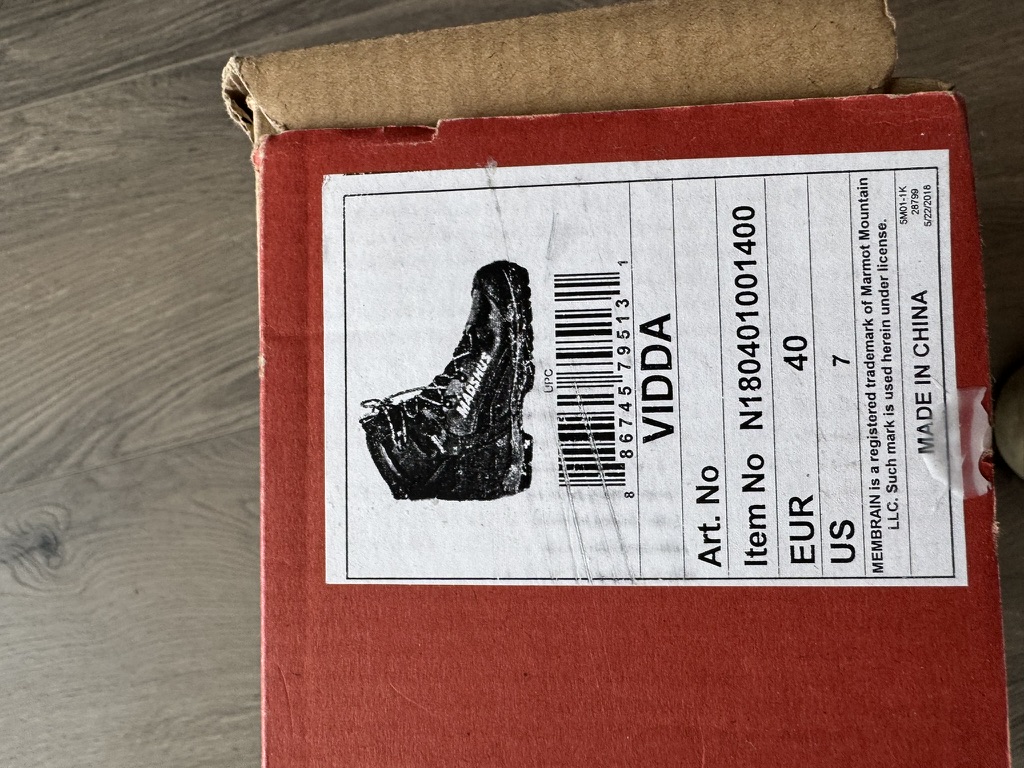 UPC
8 86745 79513 1
VIDDA
Art. No
Item No N180401001400
EUR 40
US 7
MEMBRAIN is a registered trademark of Marmot Mountain
LLC. Such mark is used herein under license.
MADE IN CHINA
5M01-1K
28799
5/22/2018